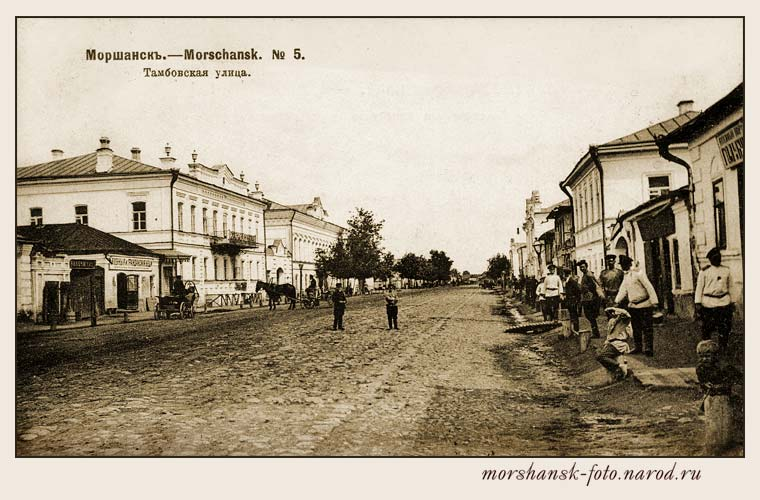 Моршанскъ.—Morschansk. № 5.
Тамбовская улица.
morshansk-foto.narod.ru